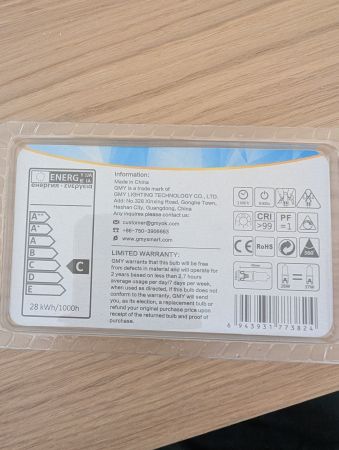 ENERG
енергия · ενεργεια
A++
A+
A
B
C
D
E
C
28 kWh/1000h
Information:
Made in China
GMY is a trade mark of
GMY LIGHTING TECHNOLOGY CO., LTD.
Add: No.328 Xinxing Road, Gonghe Town,
Heshan City, Guangdong, China
Any inquires please contact us:
customer@gmyok.com
+86-750-3906663
www.gmysmart.com
LIMITED WARRANTY:
GMY warrants that this bulb will be free
from defects in material and will operate for
2 years based on less than 2.7 hours
average usage per day/7 days per week,
when used as directed. If this bulb does not
conform to the warranty, GMY will send
you, as its election, a replacement bulb or
refund your original purchase price upon
receipt of the returned bulb and proof of
purchase.
CRI
>99
PF
=1
CE
RoHS
360°
6 943931 773824